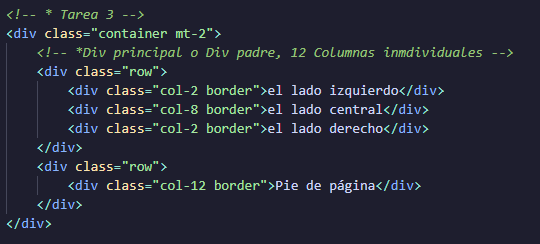 <!-- * Tarea 3 -->
<div class="container mt-2">
<!-- *Div principal o Div padre, 12 Columnas inmdividuales -->
<div class="row">
<div class="col-2 border">el lado izquierdo</div>
<div class="col-8 border">el lado central</div>
<div class="col-2 border">el lado derecho</div>
</div>
<div class="row">
<div class="col-12 border">Pie de página</div>
</div>
</div>